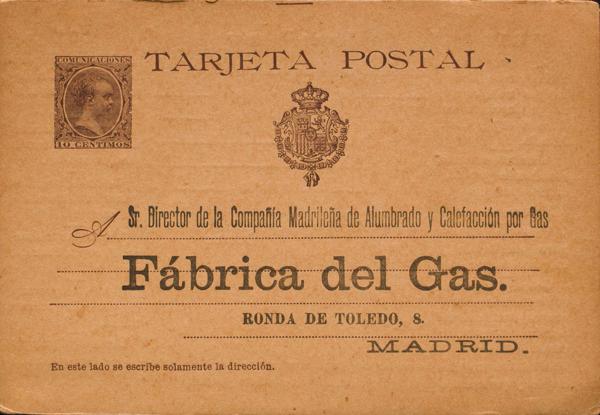 COMUNICACIONES
10 CENTIMOS
TARJETA POSTAL
A Sr. Director de la Compañía Madrileña de Alumbrado y Calefacción por Gas
Fábrica del Gas.
RONDA DE TOLEDO, 8.
MADRID.
En este lado se escribe solamente la dirección.